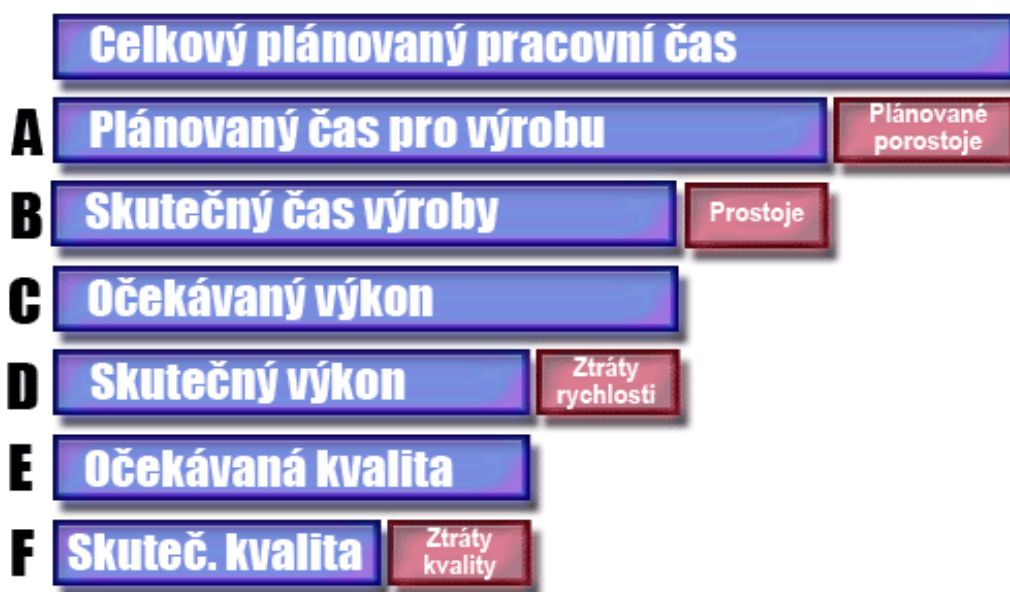 Celkový plánovaný pracovní čas
A Plánovaný čas pro výrobu Plánované
porostoje
B Skutečný čas výroby Prostoje
C Očekávaný výkon
D Skutečný výkon Ztráty
rychlosti
E Očekávaná kvalita
F Skuteč. kvalita Ztráty
kvality